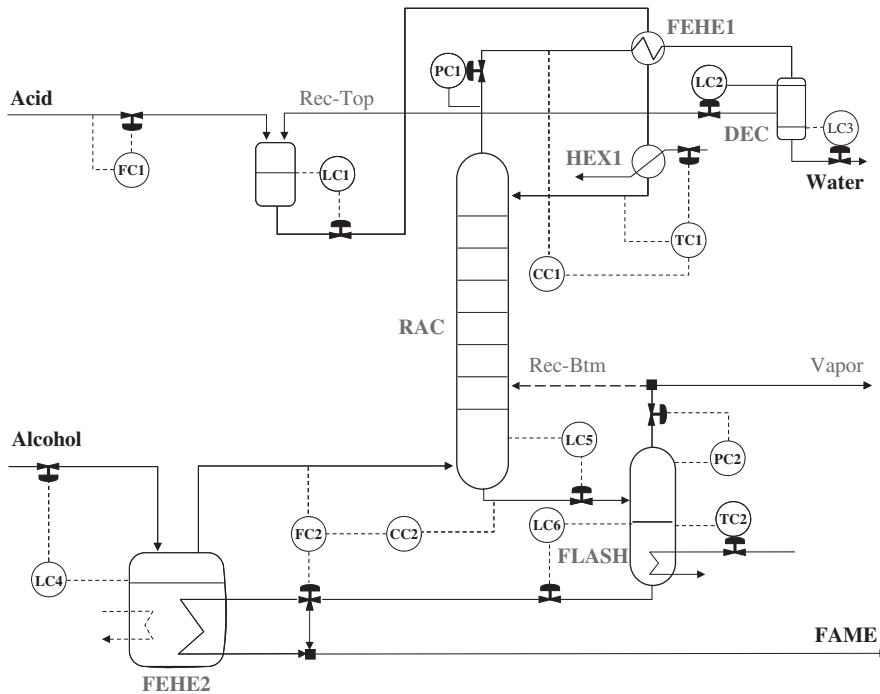 FEHE1
PC1
LC2
Acid
Rec-Top
DEC
LC3
FC1
LC1
HEX1
Water
TC1
CC1
RAC
Rec-Btm
Vapor
Alcohol
LC5
PC2
FC2
CC2
LC6
TC2
FLASH
LC4
FAME
FEHE2